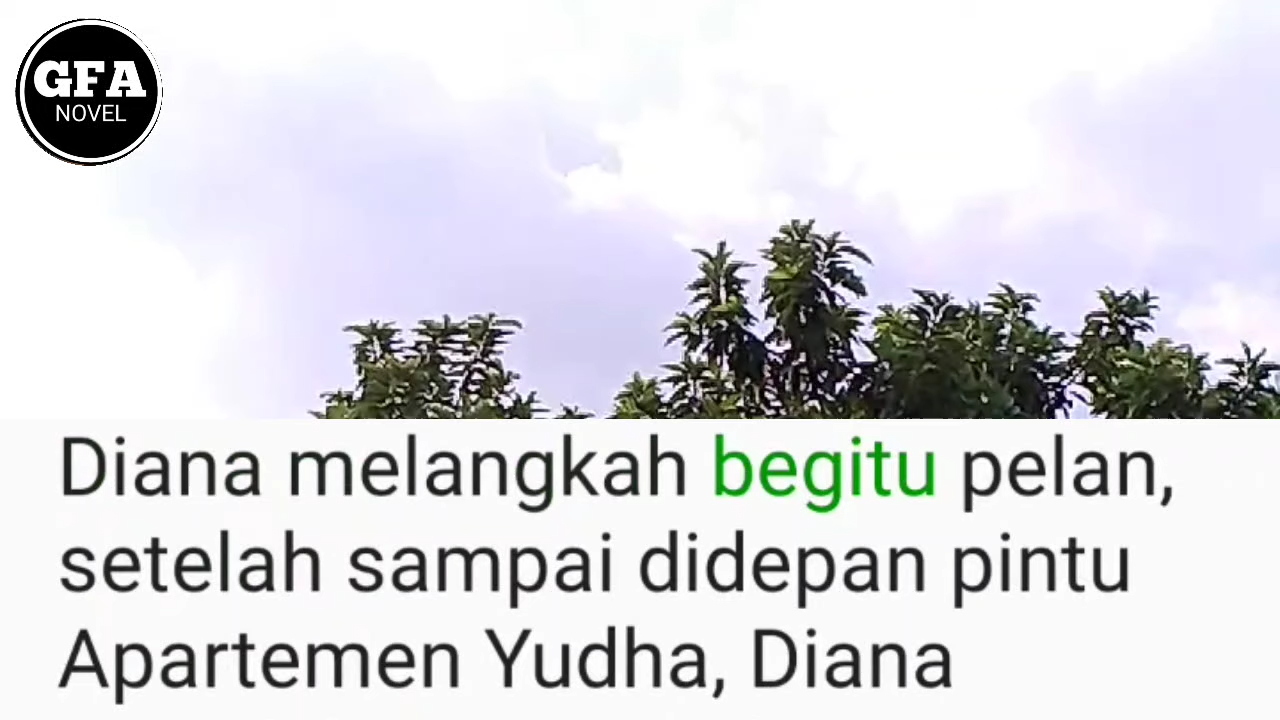 GFA
NOVEL
Diana melangkah begitu pelan,
setelah sampai didepan pintu
Apartemen Yudha, Diana